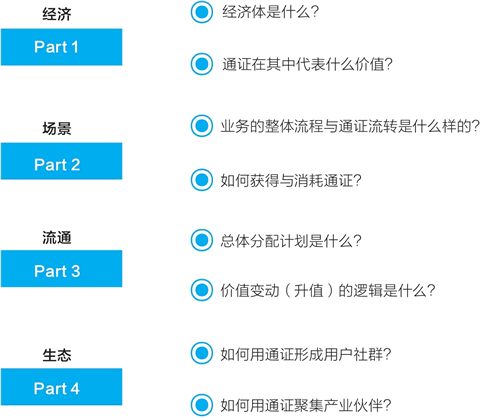 经济
Part 1
经济体是什么?
通证在其中代表什么价值?
场景
Part 2
业务的整体流程与通证流转是什么样的?
如何获得与消耗通证?
流通
Part 3
总体分配计划是什么?
价值变动（升值）的逻辑是什么?
生态
Part 4
如何用通证形成用户社群?
如何用通证聚集产业伙伴?